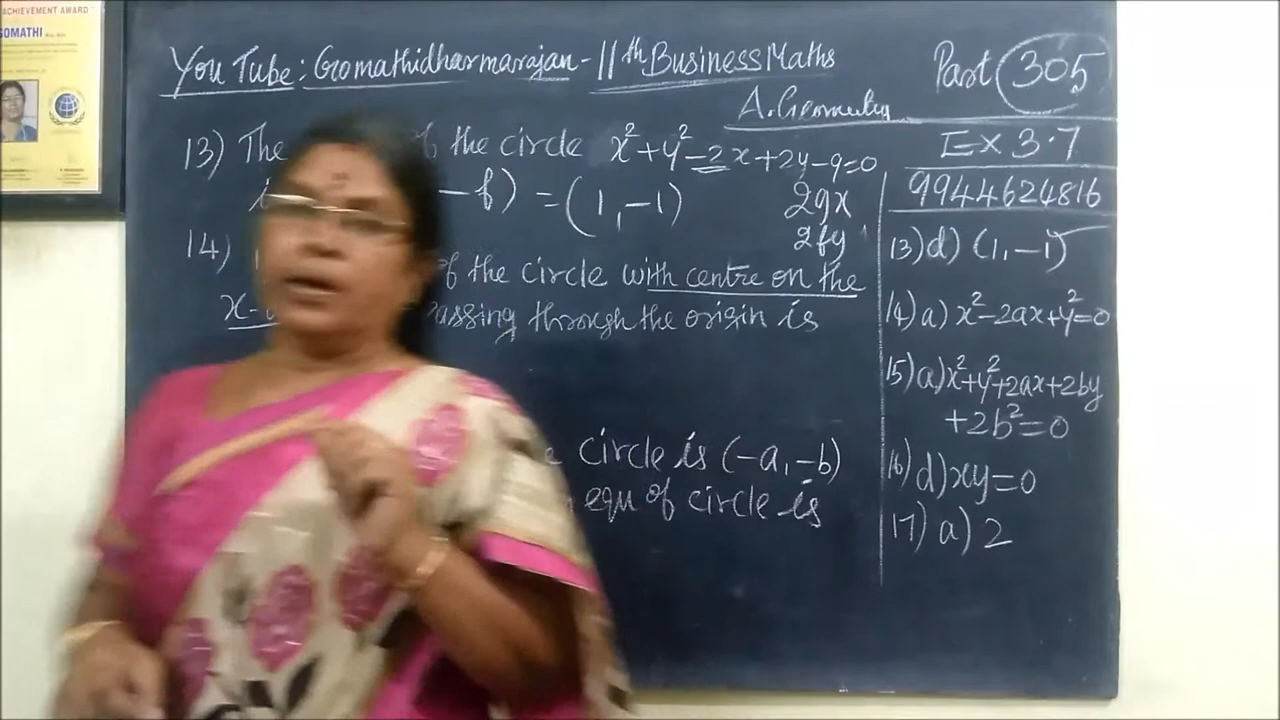 ACHIEVEMENT AWARD
GOMATHI
You Tube: Gomathidharmarajan - 11th Business Maths
Part 305
A. Geometry
Ex 3.7
9944624816
13) The of the circle x²+y²-2x+2y-9=0
-f) = (1,-1)
2gx
2fy
14) of the circle with centre on the
x- passing through the origin is
circle is (-a,-b)
equ of circle is
13) d) (1,-1)
14) a) x²-2ax+y²=0
15) a) x²+y²+2ax+2by
+2b²=0
16) d) xy=0
17) a) 2